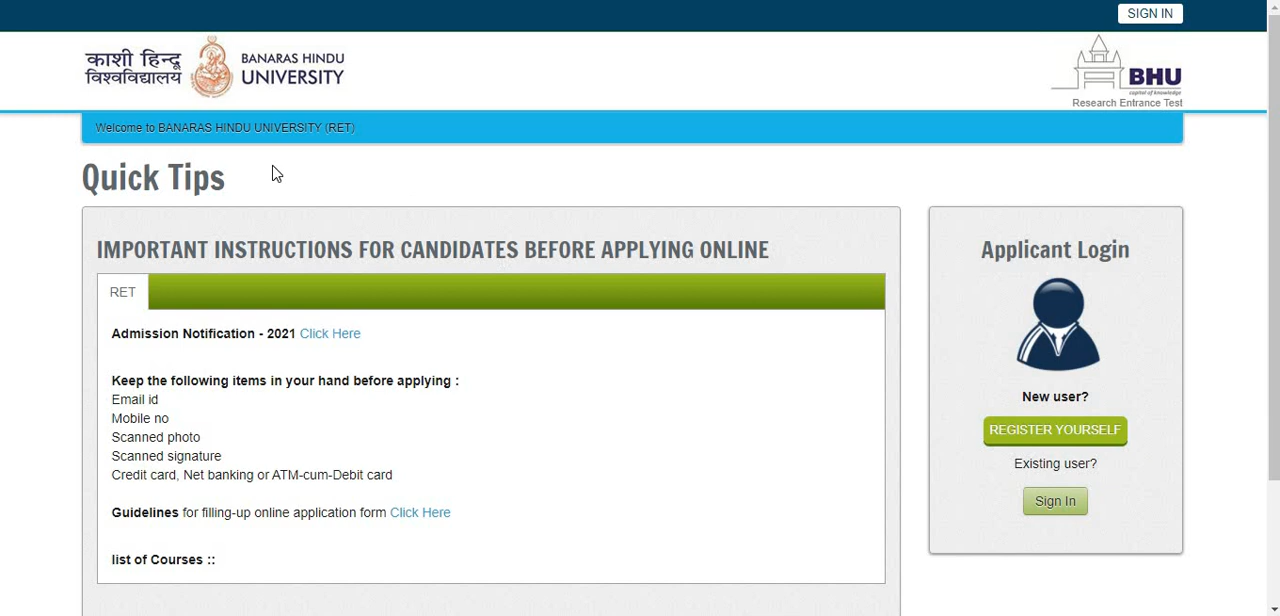 SIGN IN
काशी हिन्दू
विश्वविद्यालय
BANARAS HINDU
UNIVERSITY
BHU
capital of knowledge
Research Entrance Test
Welcome to BANARAS HINDU UNIVERSITY (RET)
Quick Tips
IMPORTANT INSTRUCTIONS FOR CANDIDATES BEFORE APPLYING ONLINE
RET
Admission Notification - 2021 Click Here
Keep the following items in your hand before applying :
Email id
Mobile no
Scanned photo
Scanned signature
Credit card, Net banking or ATM-cum-Debit card
Guidelines for filling-up online application form Click Here
list of Courses ::
Applicant Login
New user?
REGISTER YOURSELF
Existing user?
Sign In